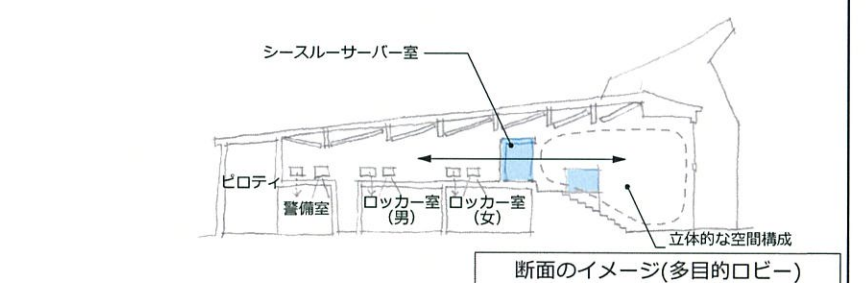 シースルーサーバー室
ピロティ
警備室
ロッカー室
(男)
ロッカー室
(女)
立体的な空間構成
断面のイメージ(多目的ロビー)